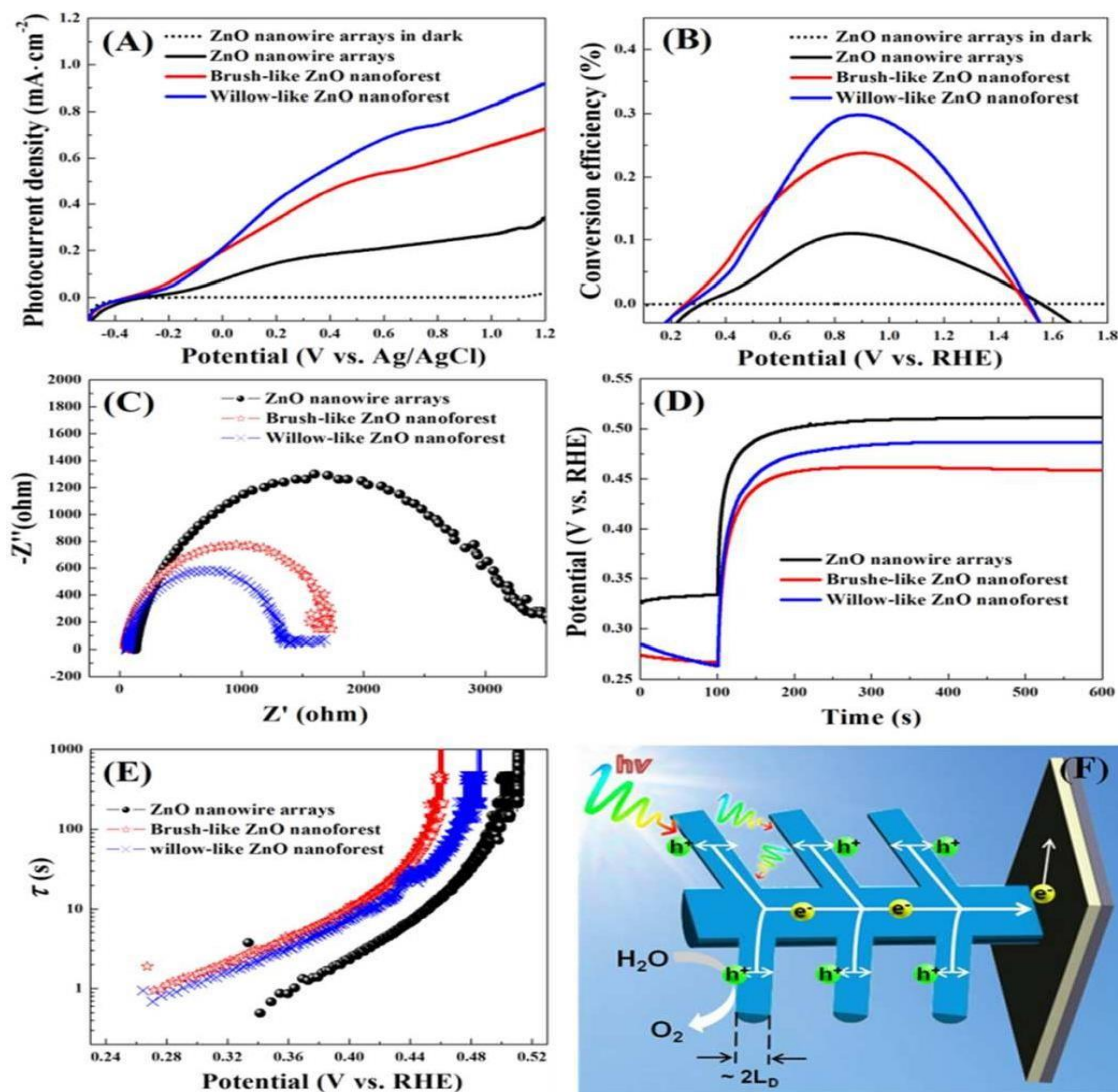 (A)
ZnO nanowire arrays in dark
ZnO nanowire arrays
Brush-like ZnO nanoforest
Willow-like ZnO nanoforest
Photocurrent density (mA·cm-2)
1.2
1.0
0.8
0.6
0.4
0.2
0.0
-0.4 -0.2 0.0 0.2 0.4 0.6 0.8 1.0 1.2
Potential (V vs. Ag/AgCl)
(B)
ZnO nanowire arrays in dark
ZnO nanowire arrays
Brush-like ZnO nanoforest
Willow-like ZnO nanoforest
Conversion efficiency (%)
0.4
0.3
0.2
0.1
0.0
0.2 0.4 0.6 0.8 1.0 1.2 1.4 1.6 1.8
Potential (V vs. RHE)
(C)
ZnO nanowire arrays
Brush-like ZnO nanoforest
Willow-like ZnO nanoforest
-Z''(ohm)
2000
1800
1600
1400
1200
1000
800
600
400
200
0
-200
0 1000 2000 3000
Z' (ohm)
(D)
Potential (V vs. RHE)
0.55
0.50
0.45
0.40
0.35
0.30
0.25
ZnO nanowire arrays
Brushe-like ZnO nanoforest
Willow-like ZnO nanoforest
0 100 200 300 400 500 600
Time (s)
(E)
ZnO nanowire arrays
Brush-like ZnO nanoforest
willow-like ZnO nanoforest
τ (s)
1000
100
10
1
0.24 0.28 0.32 0.36 0.40 0.44 0.48 0.52
Potential (V vs. RHE)
(F)
hν
h+ h+ h+
e-
e- e-
H2O
h+ h+ h+
O2
~ 2LD